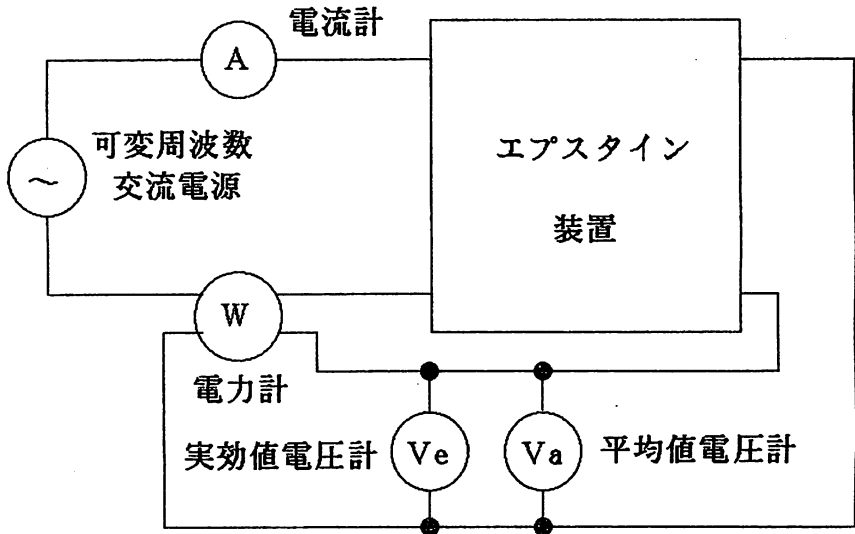 電流計
A
可変周波数
交流電源
～
エプスタイン
装置
W
電力計
実効値電圧計
Ve
Va
平均値電圧計